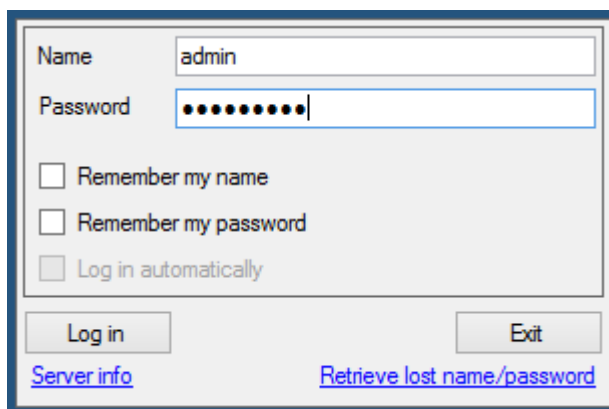 Name admin
Password •••••••••
Remember my name
Remember my password
Log in automatically
Log in Exit
Server info Retrieve lost name/password